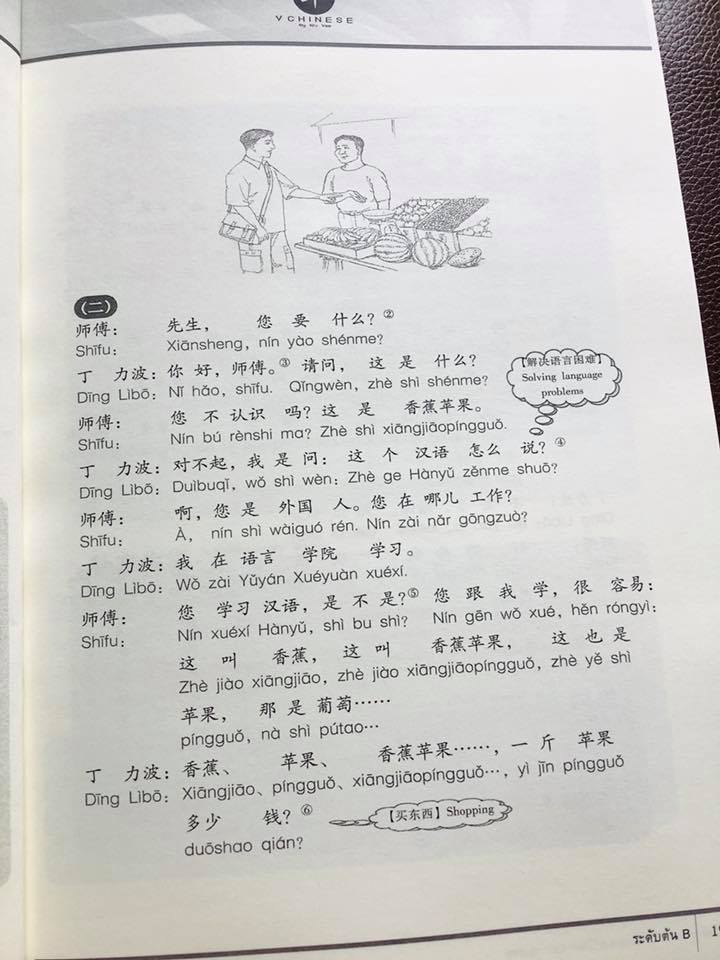 V CHINESE
By Niu Vee
(二)
师傅: 先生, 您 要 什么?②
Shīfu: Xiānsheng, nín yào shénme?
丁 力波: 你 好, 师傅。③ 请问, 这 是 什么?
Dīng Lìbō: Nǐ hǎo, shīfu. Qǐngwèn, zhè shì shénme?
【解决语言困难】
Solving language
problems
师傅: 您 不 认识 吗? 这 是 香蕉苹果。
Shīfu: Nín bú rènshi ma? Zhè shì xiāngjiāopíngguǒ.
丁 力波: 对不起, 我 是 问: 这 个 汉语 怎么 说?④
Dīng Lìbō: Duìbuqǐ, wǒ shì wèn: Zhè ge Hànyǔ zěnme shuō?
师傅: 啊, 您 是 外国 人。您 在 哪儿 工作?
Shīfu: À, nín shì wàiguó rén. Nín zài nǎr gōngzuò?
丁 力波: 我 在 语言 学院 学习。
Dīng Lìbō: Wǒ zài Yǔyán Xuéyuàn xuéxí.
师傅: 您 学习 汉语, 是 不 是?⑤ 您 跟 我 学, 很 容易:
Shīfu: Nín xuéxí Hànyǔ, shì bu shì? Nín gēn wǒ xué, hěn róngyì:
这 叫 香蕉, 这 叫 香蕉苹果, 这 也 是
Zhè jiào xiāngjiāo, zhè jiào xiāngjiāopíngguǒ, zhè yě shì
苹果, 那 是 葡萄……
píngguǒ, nà shì pútao…
丁 力波: 香蕉、 苹果、 香蕉苹果……, 一 斤 苹果
Dīng Lìbō: Xiāngjiāo、píngguǒ、xiāngjiāopíngguǒ…, yì jīn píngguǒ
多少 钱?⑥
duōshao qián?
【买东西】Shopping
ระดับต้น B